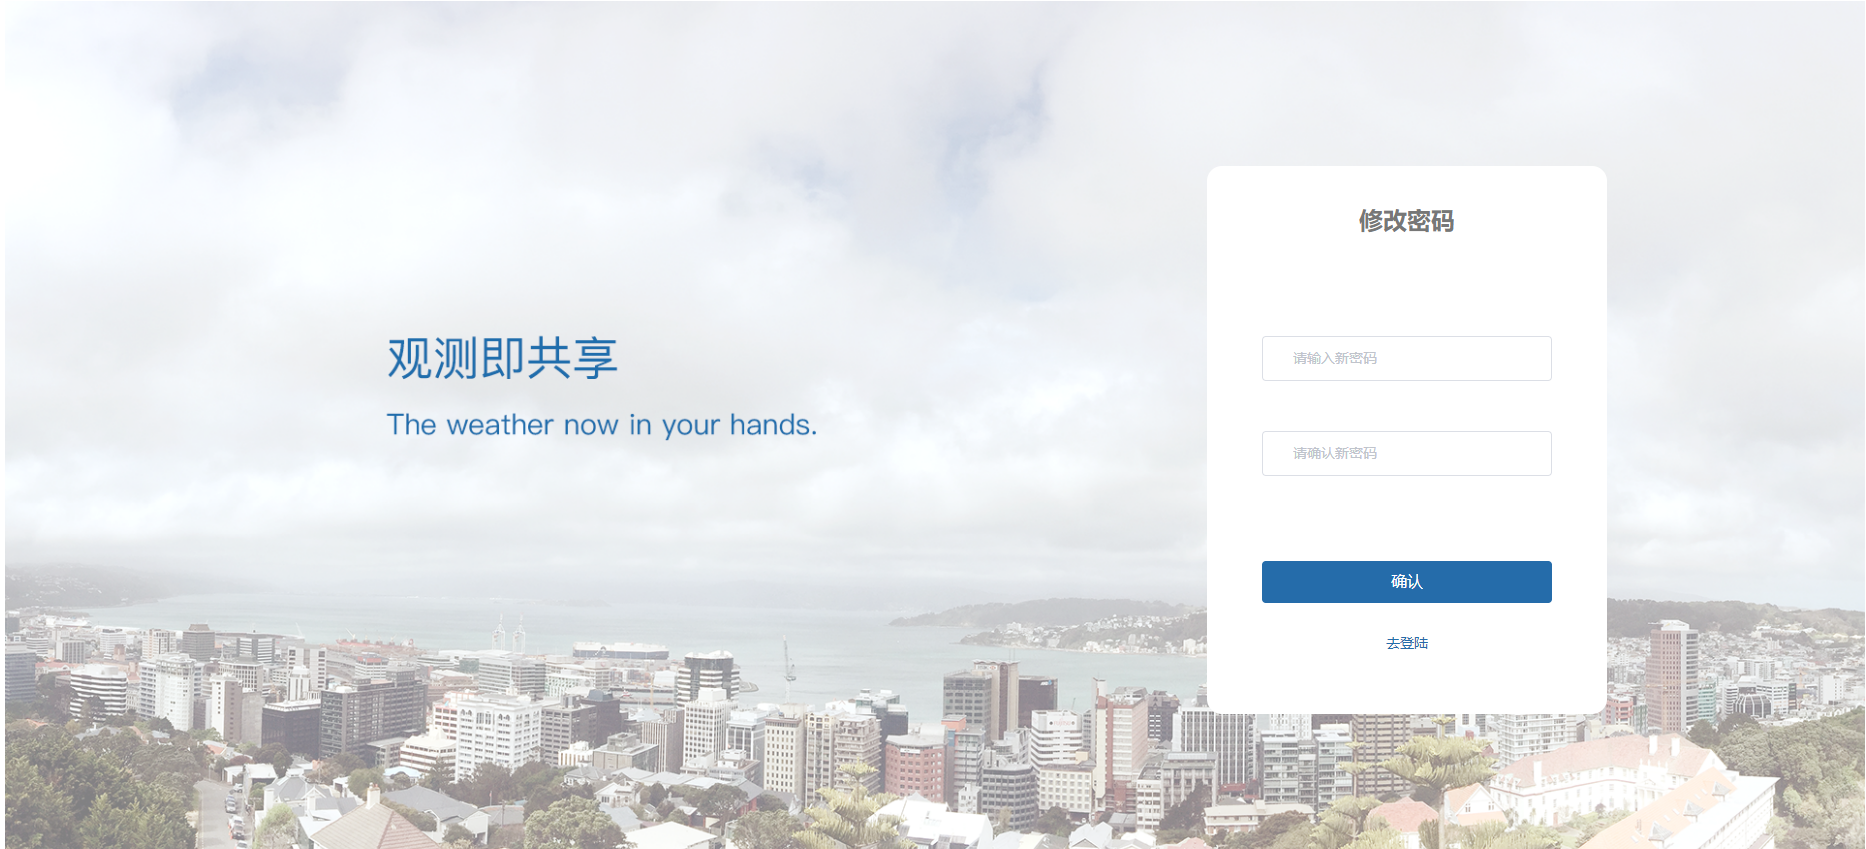 观测即共享
The weather now in your hands.
修改密码
请输入新密码
请确认新密码
确认
去登陆